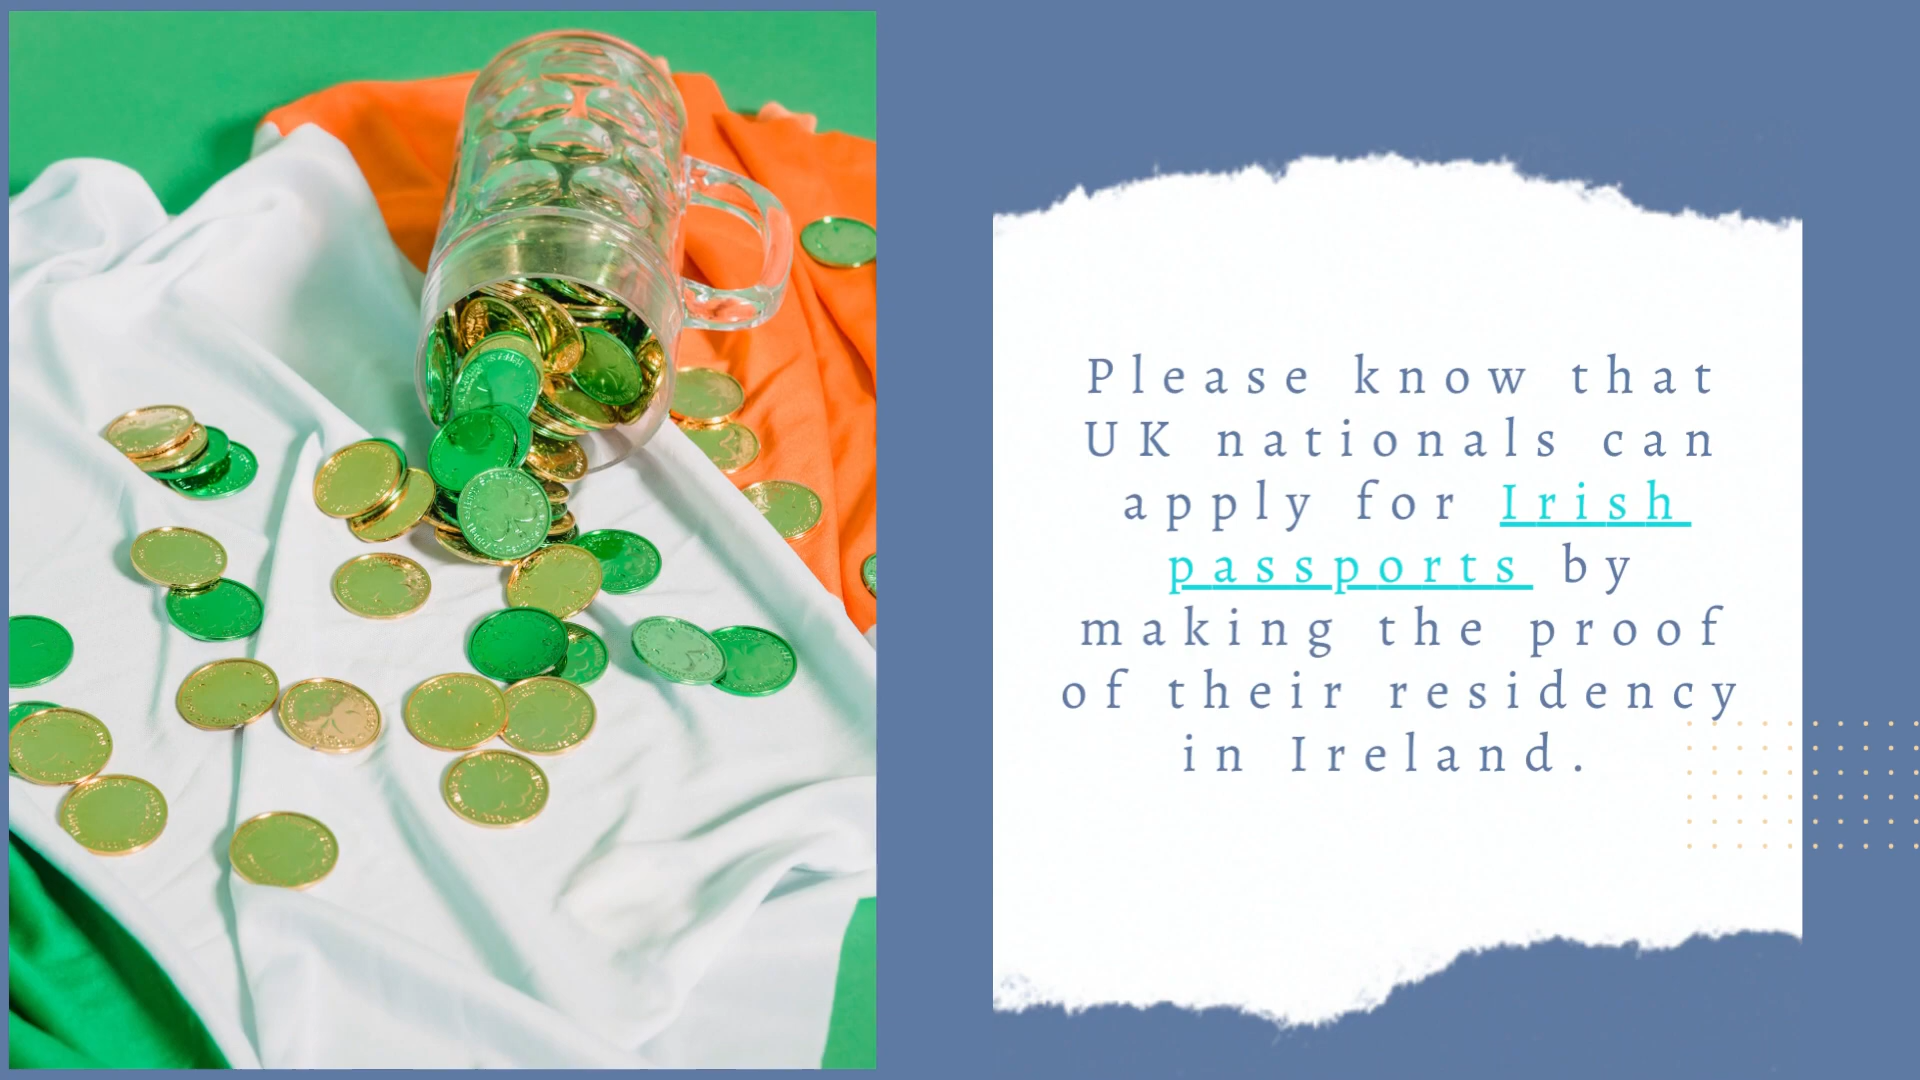 Please know that
UK nationals can
apply for Irish
passports by
making the proof
of their residency
in Ireland.